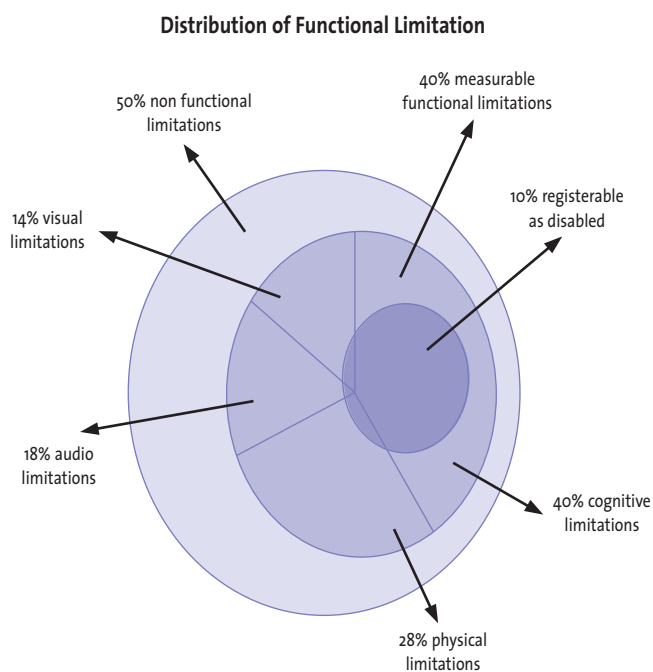 Distribution of Functional Limitation
40% measurable
functional limitations
50% non functional
limitations
10% registerable
as disabled
14% visual
limitations
18% audio
limitations
40% cognitive
limitations
28% physical
limitations